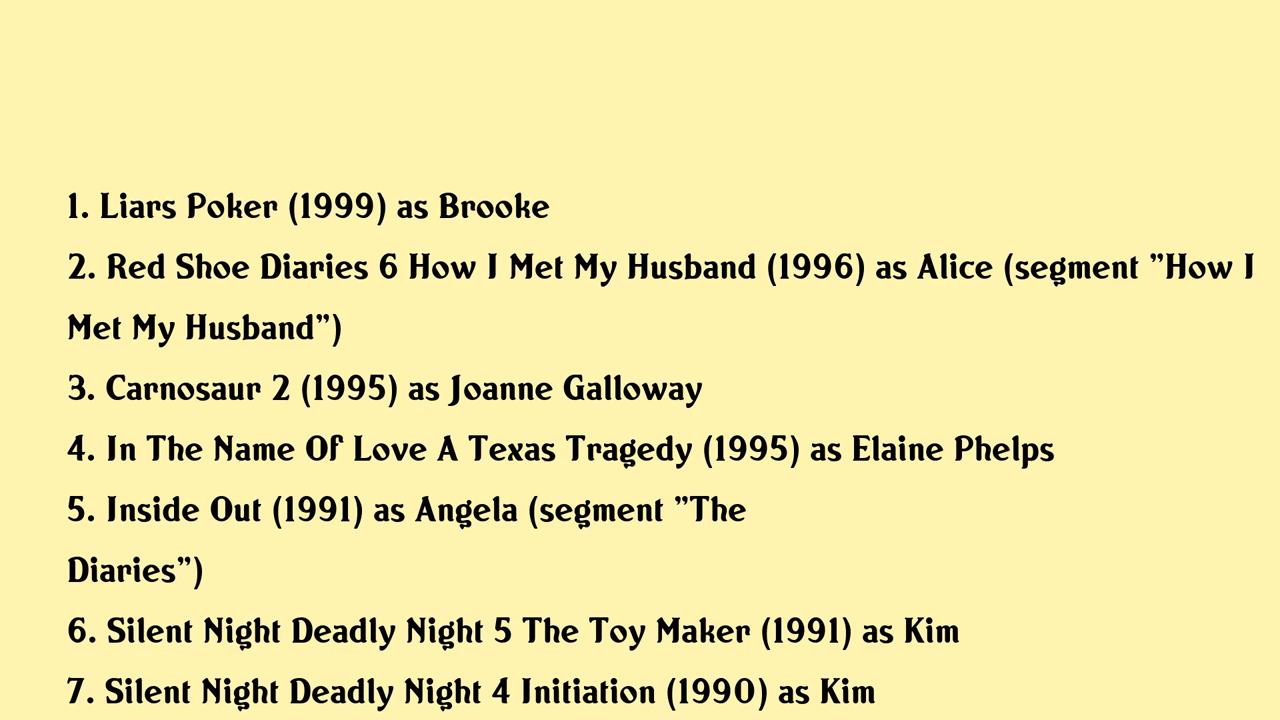 1. Liars Poker (1999) as Brooke
2. Red Shoe Diaries 6 How I Met My Husband (1996) as Alice (segment "How I
Met My Husband")
3. Carnosaur 2 (1995) as Joanne Galloway
4. In The Name Of Love A Texas Tragedy (1995) as Elaine Phelps
5. Inside Out (1991) as Angela (segment "The
Diaries")
6. Silent Night Deadly Night 5 The Toy Maker (1991) as Kim
7. Silent Night Deadly Night 4 Initiation (1990) as Kim